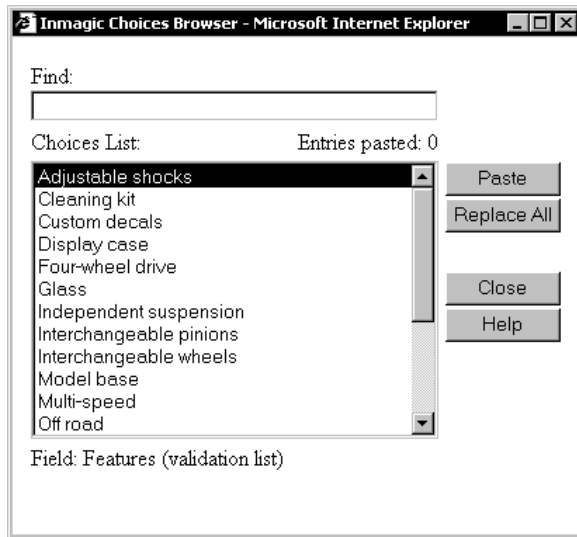 Inmagic Choices Browser - Microsoft Internet Explorer
Find:
Choices List: Entries pasted: 0
Adjustable shocks
Cleaning kit
Custom decals
Display case
Four-wheel drive
Glass
Independent suspension
Interchangeable pinions
Interchangeable wheels
Model base
Multi-speed
Off road
Paste
Replace All
Close
Help
Field: Features (validation list)